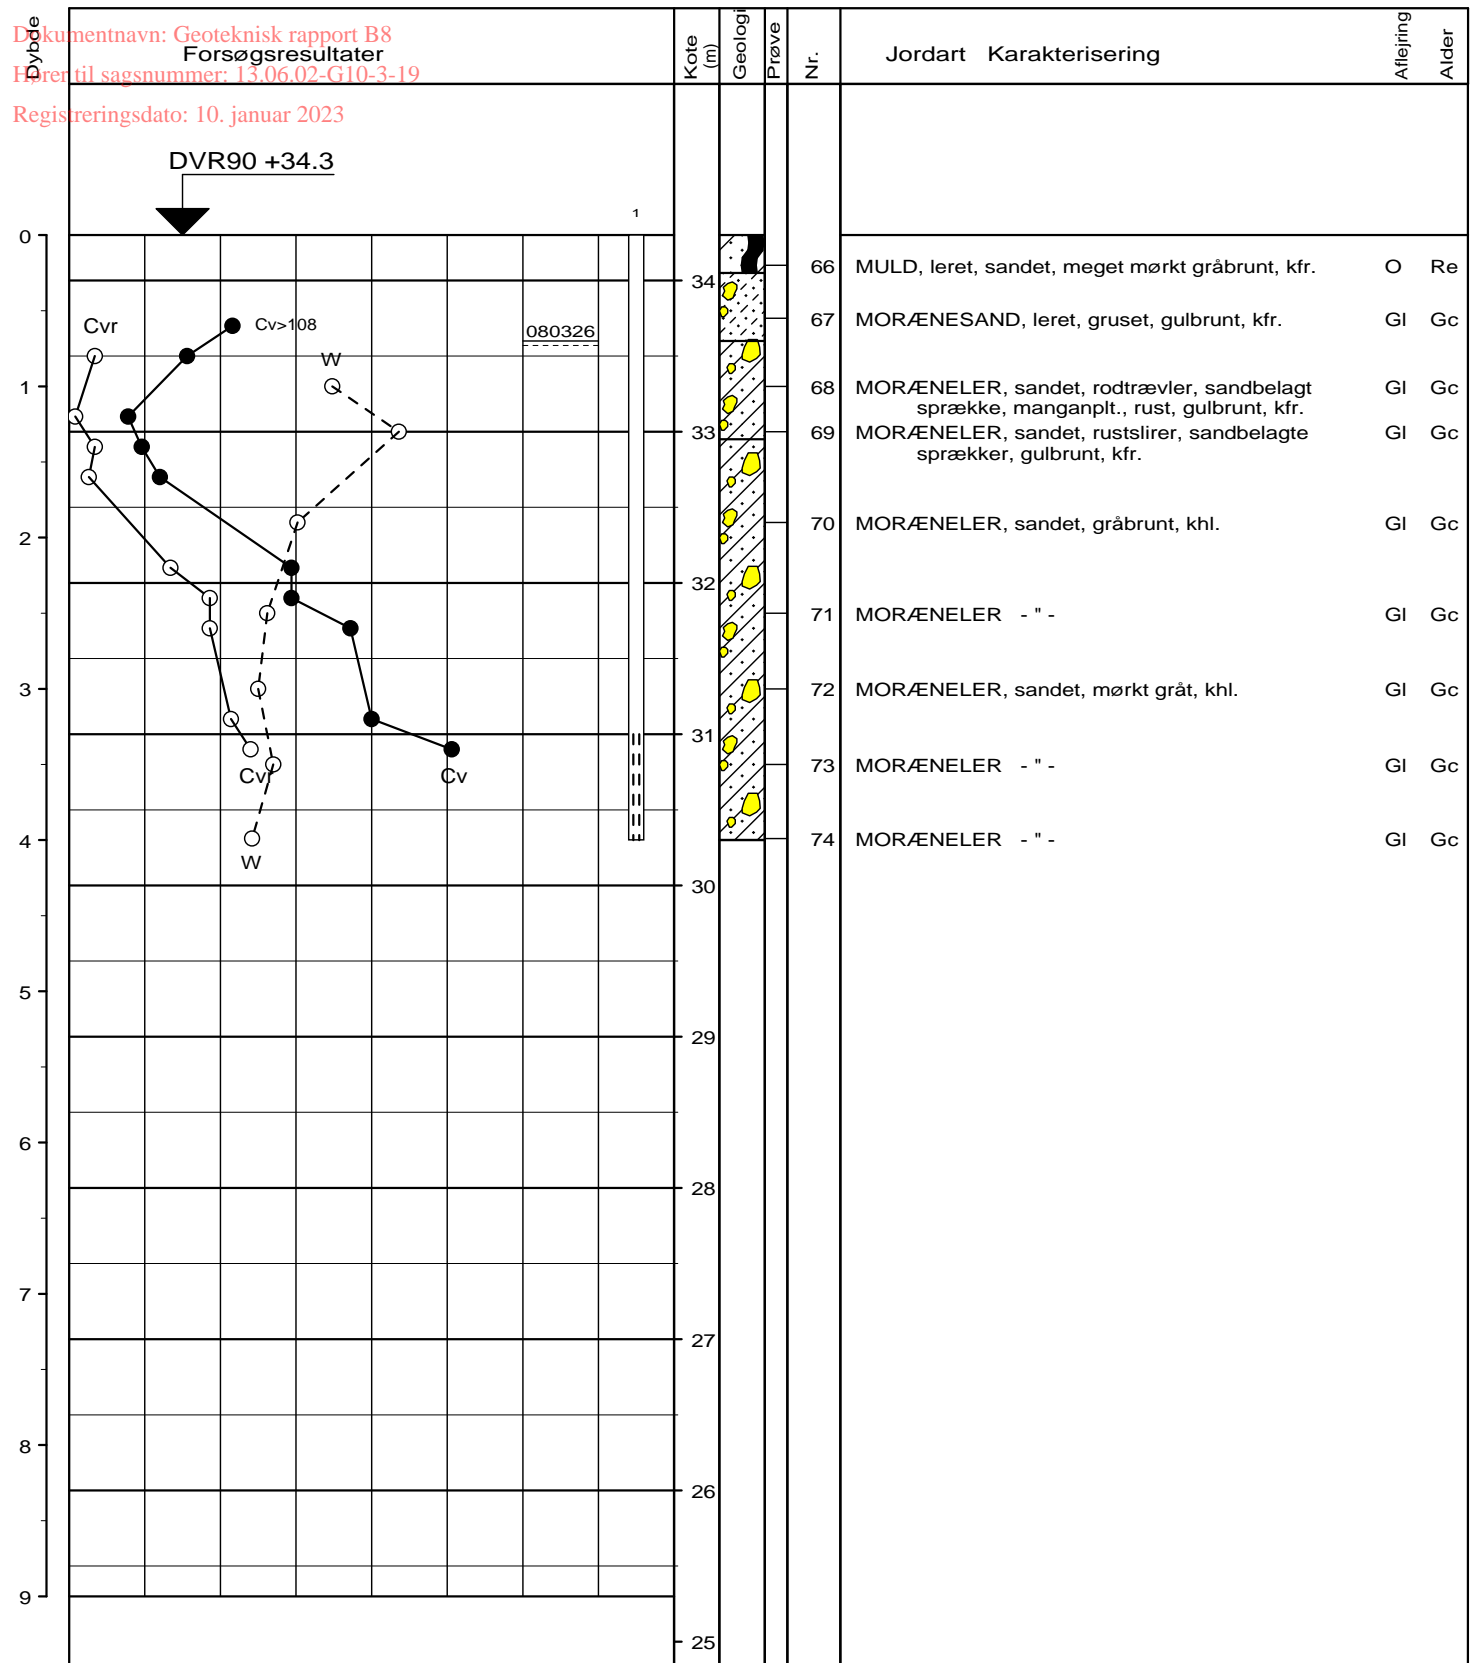 Dokumentnavn: Geoteknisk rapport B8
Hører til sagsnummer: 13.06.02-G10-3-19
Registreringsdato: 10. januar 2023
Dybde
Forsøgsresultater
Kote
(m)
Geologi
Prøve
Nr.
Jordart Karakterisering
Aflejring
Alder
DVR90 +34.3
1
0
66 MULD, leret, sandet, meget mørkt gråbrunt, kfr. O Re
34
Cvr
Cv>108
080326
67 MORÆNESAND, leret, gruset, gulbrunt, kfr. Gl Gc
W
1
68 MORÆNELER, sandet, rodtrævler, sandbelagt Gl Gc
sprække, manganplt., rust, gulbrunt, kfr.
33
69 MORÆNELER, sandet, rustslirer, sandbelagte Gl Gc
sprækker, gulbrunt, kfr.
2
70 MORÆNELER, sandet, gråbrunt, khl. Gl Gc
32
71 MORÆNELER - " - Gl Gc
3
72 MORÆNELER, sandet, mørkt gråt, khl. Gl Gc
31
Cvr
Cv
73 MORÆNELER - " - Gl Gc
4
W
74 MORÆNELER - " - Gl Gc
30
5
29
6
28
7
27
8
26
9
25